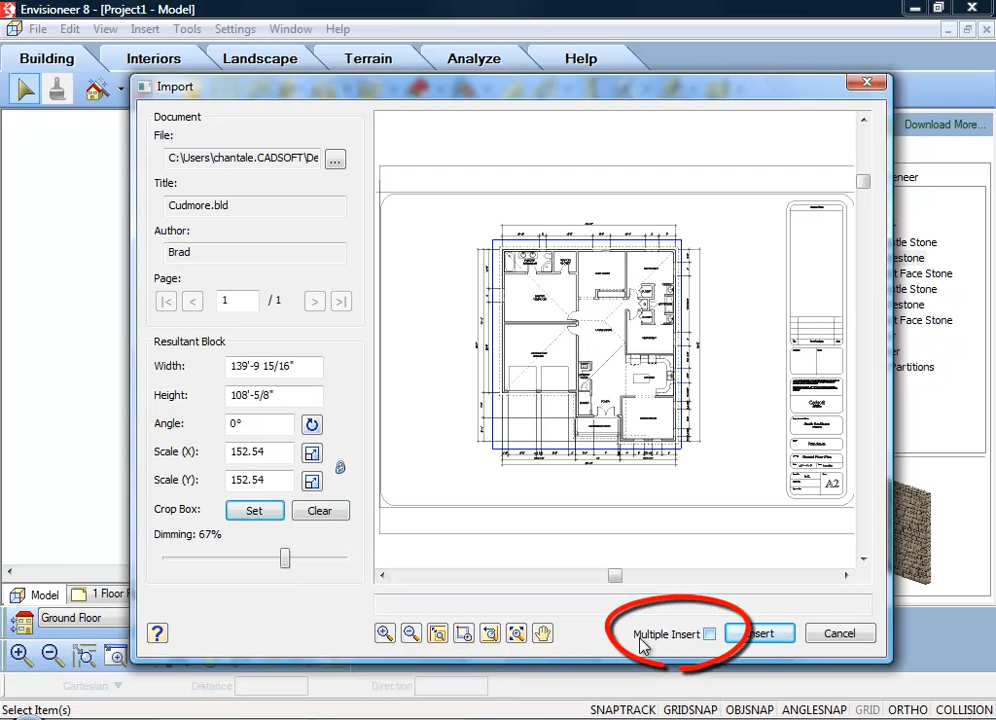 Envisioneer 8 - [Project1 - Model]
File Edit View Insert Tools Settings Window Help
Building Interiors Landscape Terrain Analyze Help
Import
Download More...
Document
File:
C:\Users\chantale.CADSOFT\De
...
Title:
Cudmore.bld
Author:
Brad
Page:
|< < 1 / 1 > >|
Resultant Block
Width: 139'-9 15/16"
Height: 108'-5/8"
Angle: 0°
Scale (X): 152.54
Scale (Y): 152.54
Crop Box: Set Clear
Dimming: 67%
A2
neer
tle Stone
estone
t Face Stone
tle Stone
estone
t Face Stone
Partitions
Model 1 Floor
Ground Floor
? Multiple Insert Insert Cancel
Cartesian Distance Direction
Select Item(s) SNAPTRACK GRIDSNAP OBJSNAP ANGLESNAP GRID ORTHO COLLISION